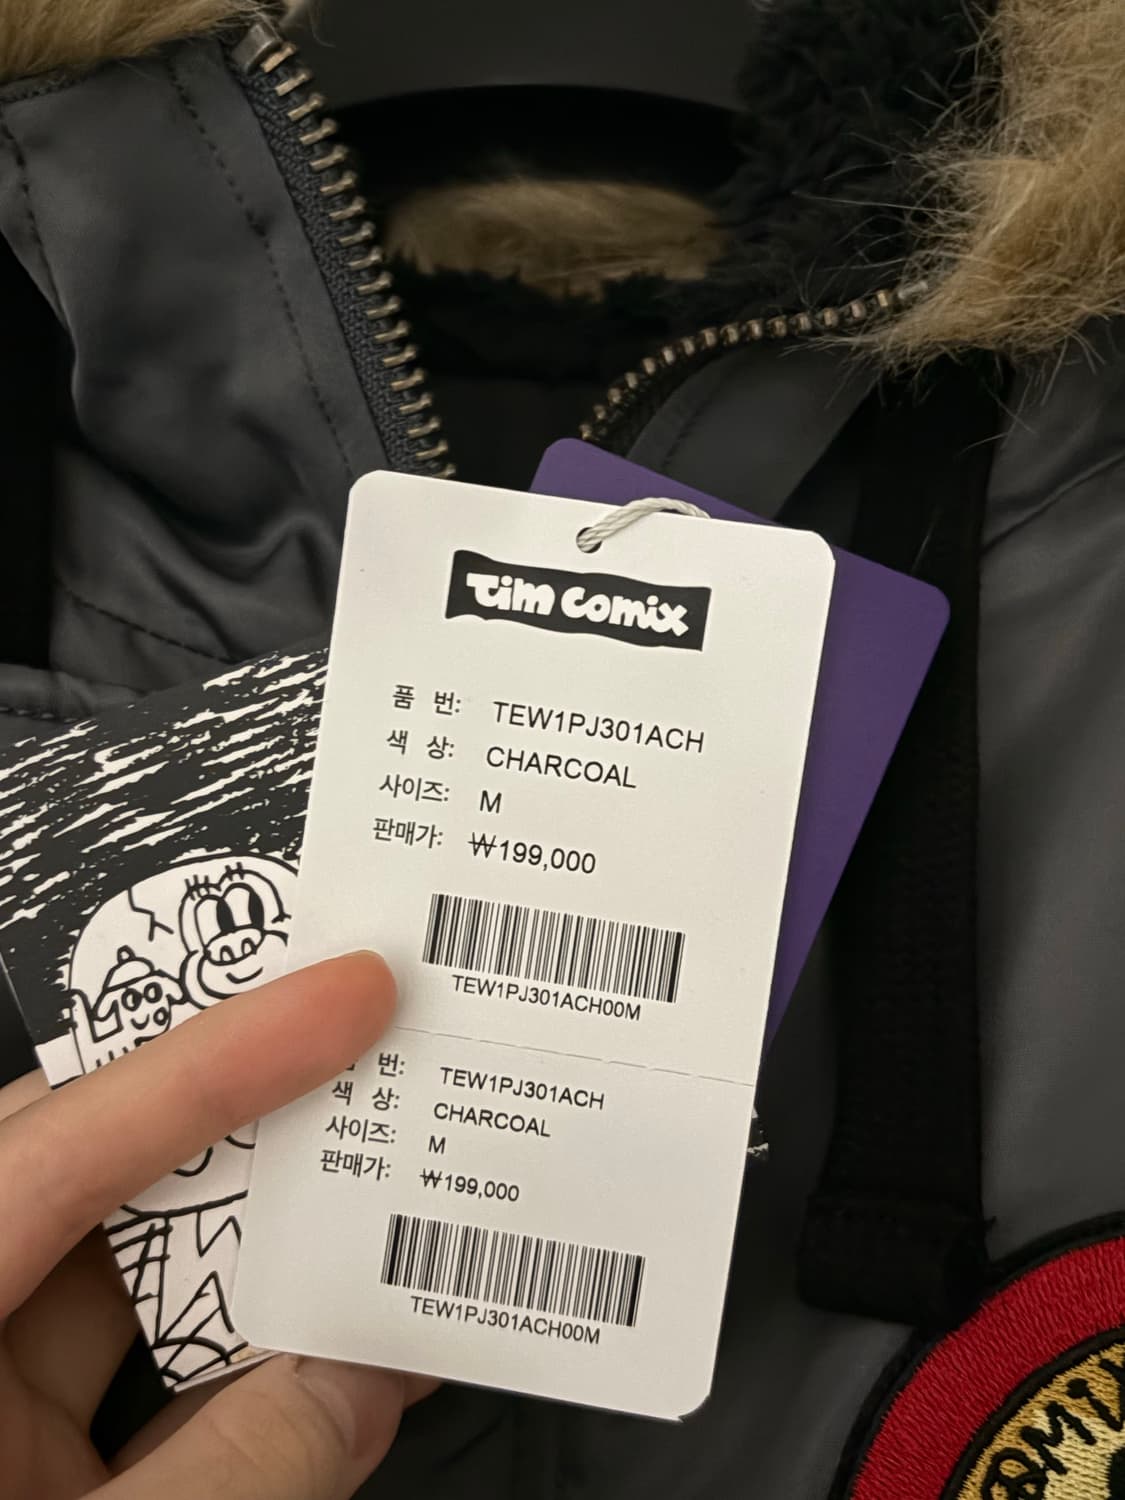 Tim Comix
품 번: TEW1PJ301ACH
색 상: CHARCOAL
사이즈: M
판매가: ₩199,000
TEW1PJ301ACH00M
번: TEW1PJ301ACH
색 상: CHARCOAL
사이즈: M
판매가: ₩199,000
TEW1PJ301ACH00M